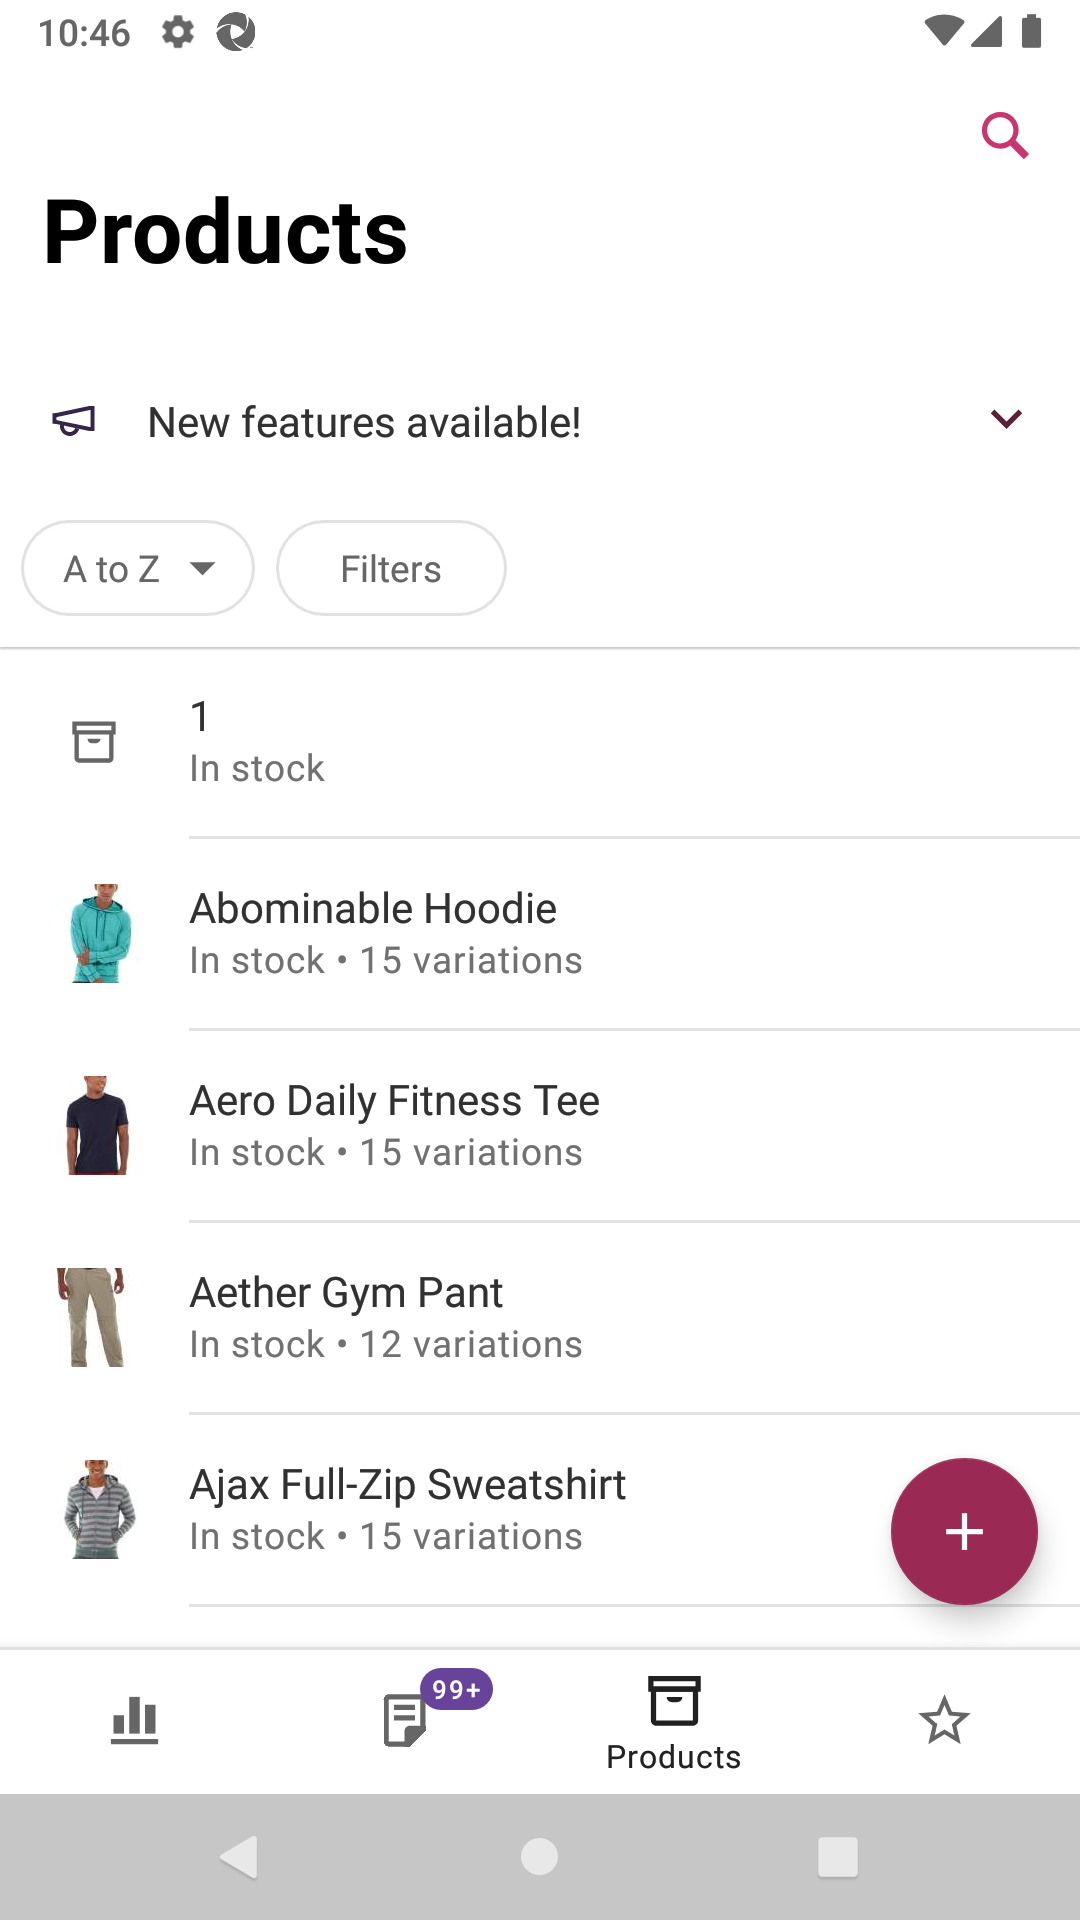 10:46
Products
New features available!
A to Z
Filters
1
In stock
Abominable Hoodie
In stock • 15 variations
Aero Daily Fitness Tee
In stock • 15 variations
Aether Gym Pant
In stock • 12 variations
Ajax Full-Zip Sweatshirt
In stock • 15 variations
99+
Products